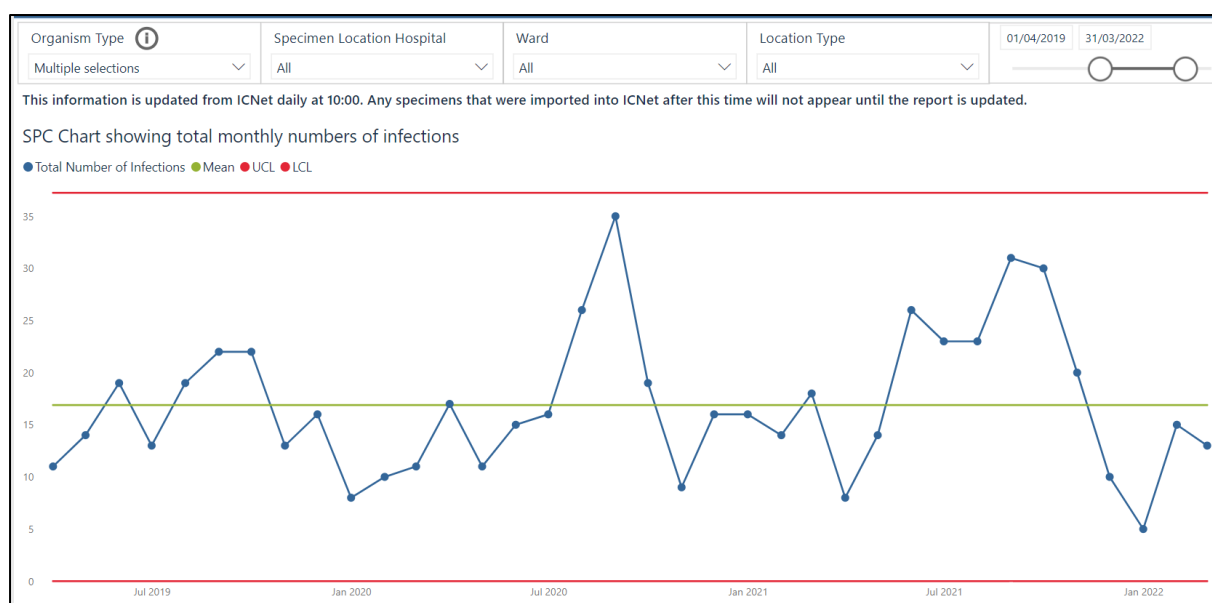 Organism Type
Specimen Location Hospital
Ward
Location Type
01/04/2019 31/03/2022
Multiple selections
All
All
All
This information is updated from ICNet daily at 10:00. Any specimens that were imported into ICNet after this time will not appear until the report is updated.
SPC Chart showing total monthly numbers of infections
Total Number of Infections Mean UCL LCL
35
30
25
20
15
10
5
0
Jul 2019 Jan 2020 Jul 2020 Jan 2021 Jul 2021 Jan 2022